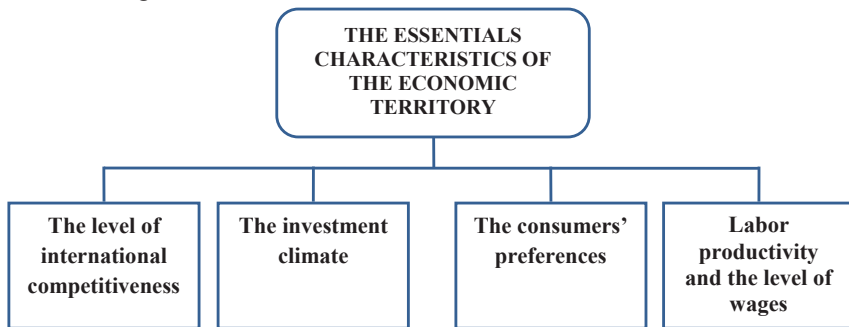 THE ESSENTIALS
CHARACTERISTICS OF
THE ECONOMIC
TERRITORY
The level of
international
competitiveness
The investment
climate
The consumers’
preferences
Labor
productivity
and the level of
wages